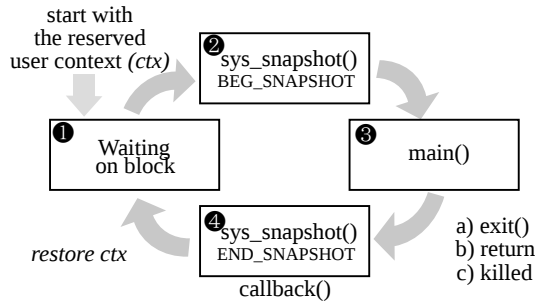 start with
the reserved
user context (ctx)
❷
sys_snapshot()
BEG_SNAPSHOT
❶
Waiting
on block
❸
main()
❹
sys_snapshot()
END_SNAPSHOT
callback()
restore ctx
a) exit()
b) return
c) killed